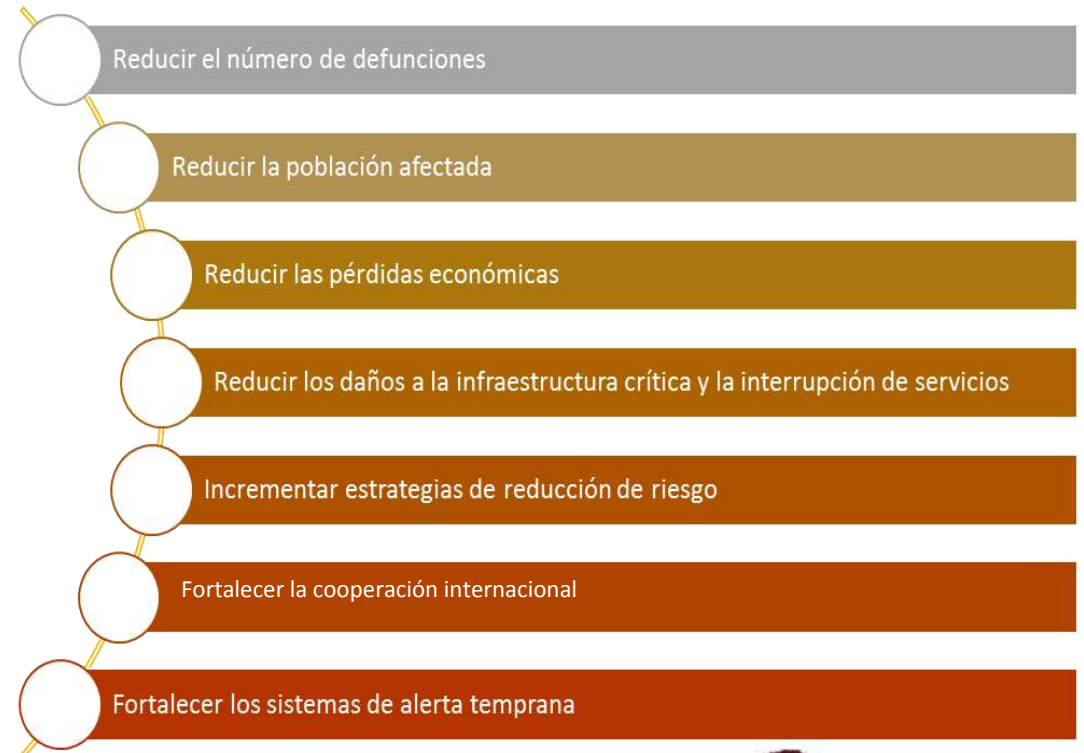 Reducir el número de defunciones
Reducir la población afectada
Reducir las pérdidas económicas
Reducir los daños a la infraestructura crítica y la interrupción de servicios
Incrementar estrategias de reducción de riesgo
Fortalecer la cooperación internacional
Fortalecer los sistemas de alerta temprana